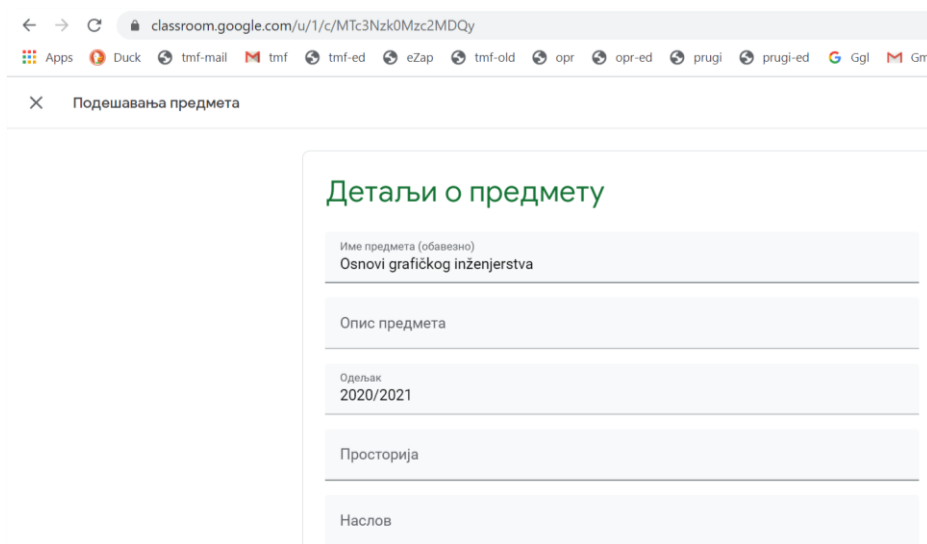 classroom.google.com/u/1/c/MTc3Nzk0Mzc2MDQy
Apps Duck tmf-mail tmf tmf-ed eZap tmf-old opr opr-ed prugi prugi-ed Ggl Gm
Подешавања предмета
Детаљи о предмету
Име предмета (обавезно)
Osnovi grafičkog inženjerstva
Опис предмета
Одељак
2020/2021
Просторија
Наслов